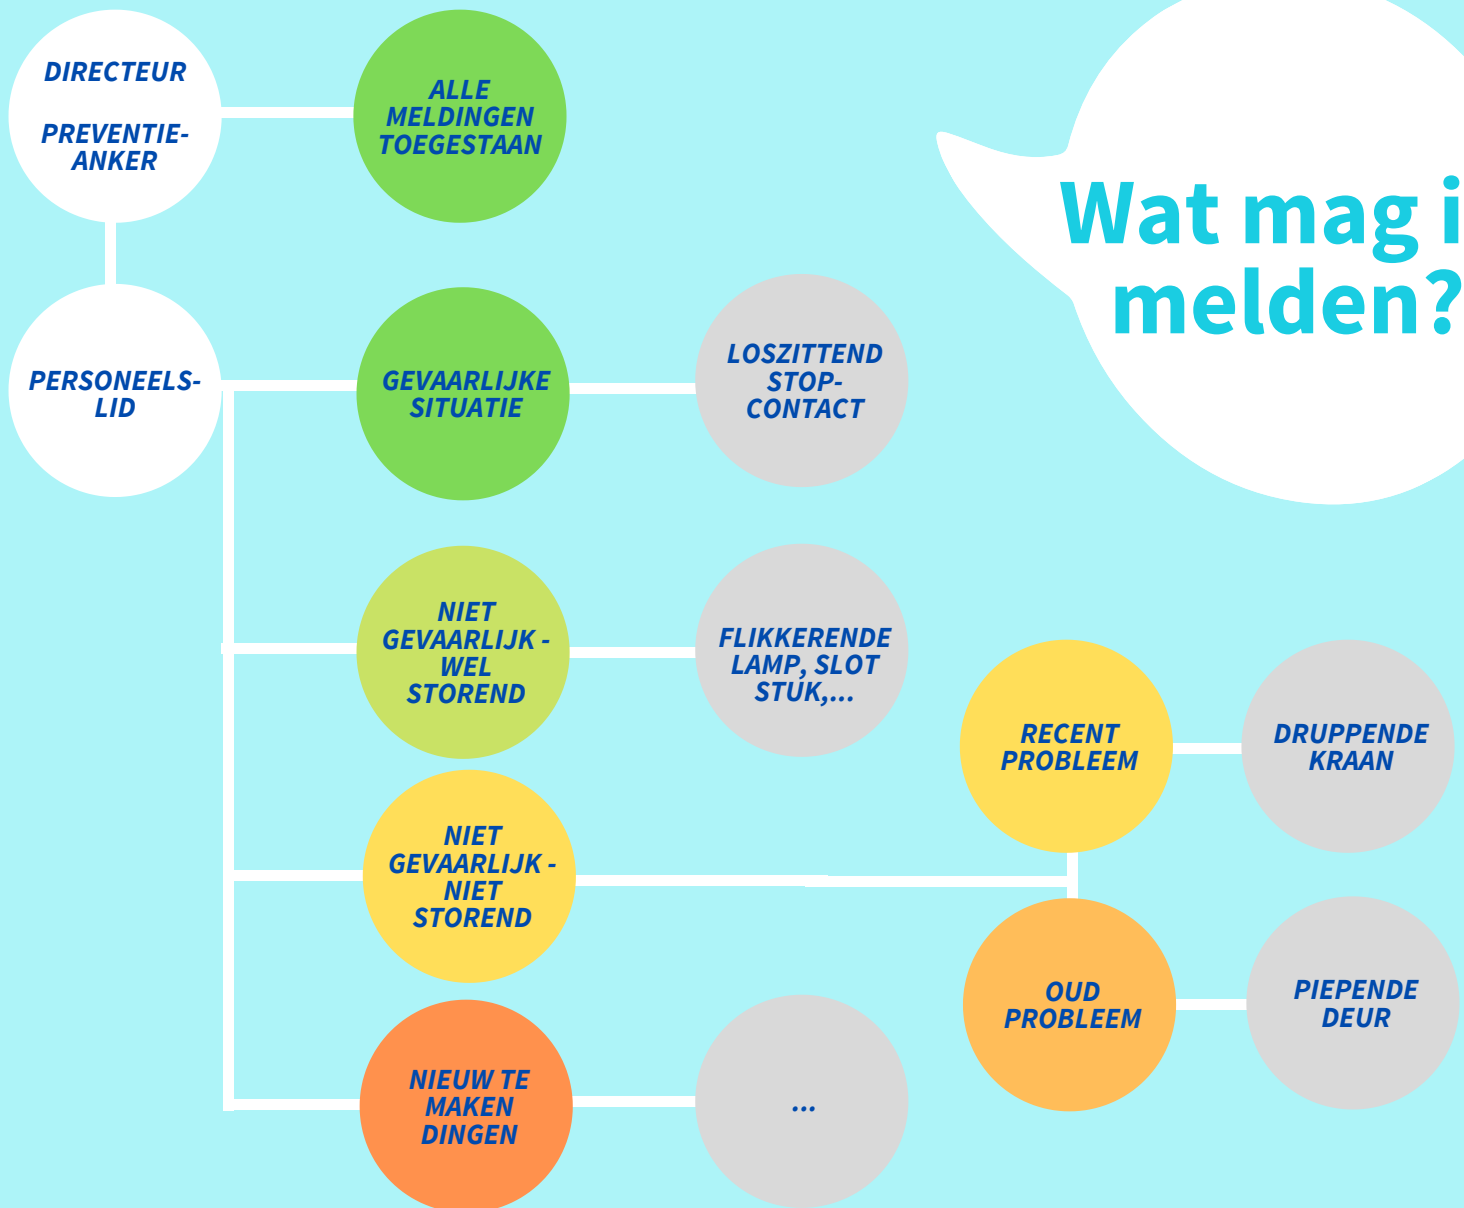 DIRECTEUR
PREVENTIE-
ANKER
ALLE
MELDINGEN
TOEGESTAAN
Wat mag i
melden?
PERSONEELS-
LID
GEVAARLIJKE
SITUATIE
LOSZITTEND
STOP-
CONTACT
NIET
GEVAARLIJK -
WEL
STOREND
FLIKKERENDE
LAMP, SLOT
STUK,...
NIET
GEVAARLIJK -
NIET
STOREND
RECENT
PROBLEEM
DRUPPENDE
KRAAN
OUD
PROBLEEM
PIEPENDE
DEUR
NIEUW TE
MAKEN
DINGEN
...